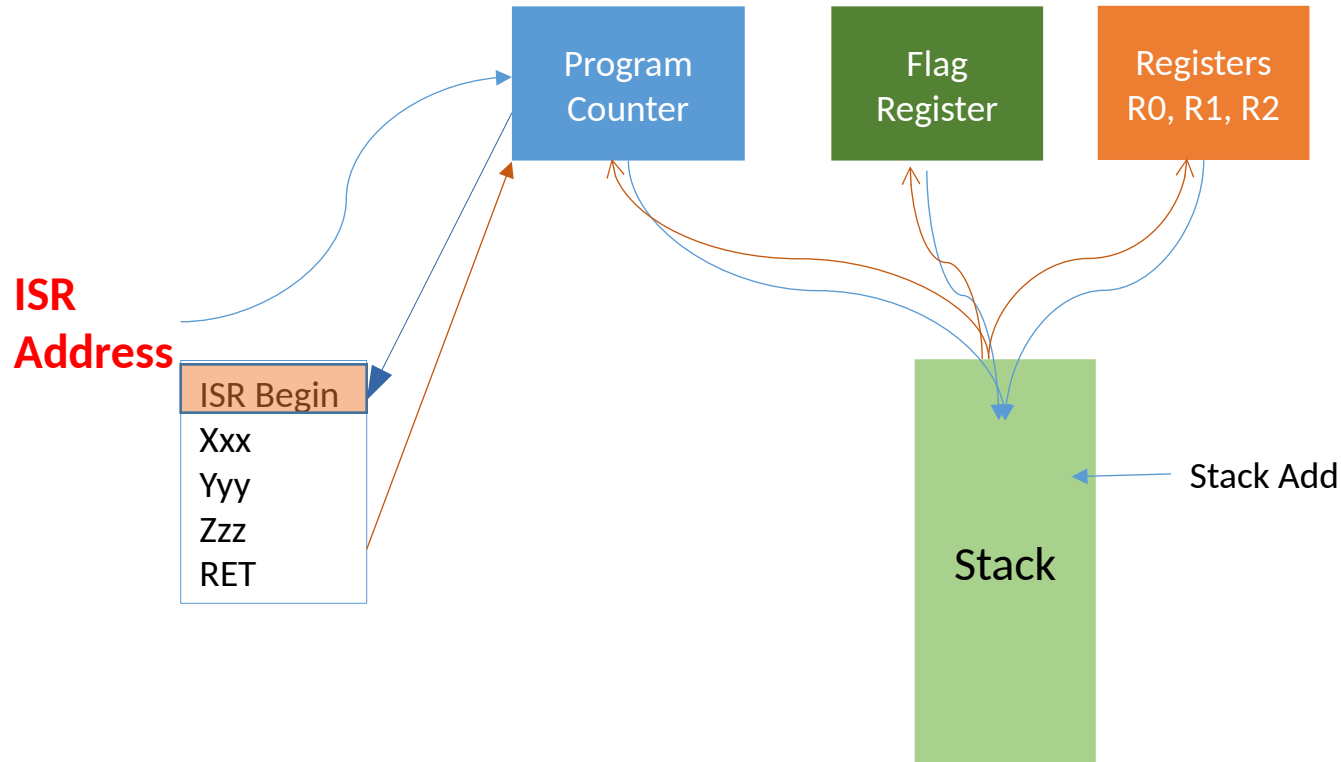 Program
Counter
Flag
Register
Registers
R0, R1, R2
ISR
Address
ISR Begin
Xxx
Yyy
Zzz
RET
Stack Add
Stack